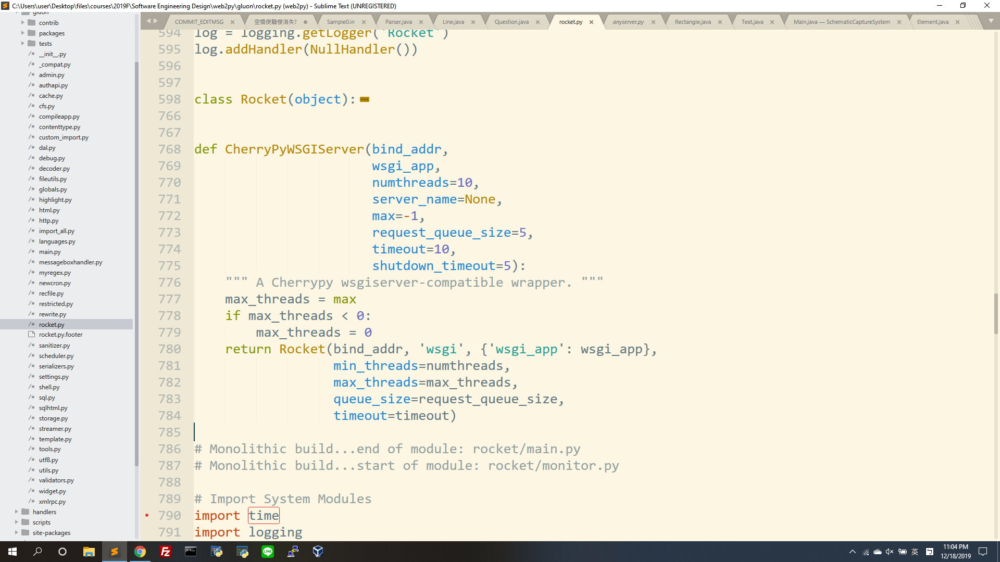 C:\Users\user\Desktop\files\courses\2019F\Software Engineering Design\web2py\gluon\rocket.py (web2py) - Sublime Text (UNREGISTERED)
COMMIT_EDITMSG
空橋使騎樓消失?
Sample0.in
Parser.java
Line.java
Question.java
rocket.py
anyserver.py
Rectangle.java
Text.java
Main.java — SchematicCaptureSystem
Element.java
gluon
contrib
packages
tests
/* __init__.py
/* _compat.py
/* admin.py
/* authapi.py
/* cache.py
/* cfs.py
/* compileapp.py
/* contenttype.py
/* custom_import.py
/* dal.py
/* debug.py
/* decoder.py
/* fileutils.py
/* globals.py
/* highlight.py
/* html.py
/* http.py
/* import_all.py
/* languages.py
/* main.py
/* messageboxhandler.py
/* myregex.py
/* newcron.py
/* recfile.py
/* restricted.py
/* rewrite.py
/* rocket.py
rocket.py.footer
/* sanitizer.py
/* scheduler.py
/* serializers.py
/* settings.py
/* shell.py
/* sql.py
/* sqlhtml.py
/* storage.py
/* streamer.py
/* template.py
/* tools.py
/* utf8.py
/* utils.py
/* validators.py
/* widget.py
/* xmlrpc.py
handlers
scripts
site-packages
594 log = logging.getLogger('Rocket')
595 log.addHandler(NullHandler())
596
597
598 class Rocket(object):
766
767
768 def CherryPyWSGIServer(bind_addr,
769 wsgi_app,
770 numthreads=10,
771 server_name=None,
772 max=-1,
773 request_queue_size=5,
774 timeout=10,
775 shutdown_timeout=5):
776 """ A Cherrypy wsgiserver-compatible wrapper. """
777 max_threads = max
778 if max_threads < 0:
779 max_threads = 0
780 return Rocket(bind_addr, 'wsgi', {'wsgi_app': wsgi_app},
781 min_threads=numthreads,
782 max_threads=max_threads,
783 queue_size=request_queue_size,
784 timeout=timeout)
785
786 # Monolithic build...end of module: rocket/main.py
787 # Monolithic build...start of module: rocket/monitor.py
788
789 # Import System Modules
790 import time
791 import logging
LINE
英
11:04 PM
12/18/2019